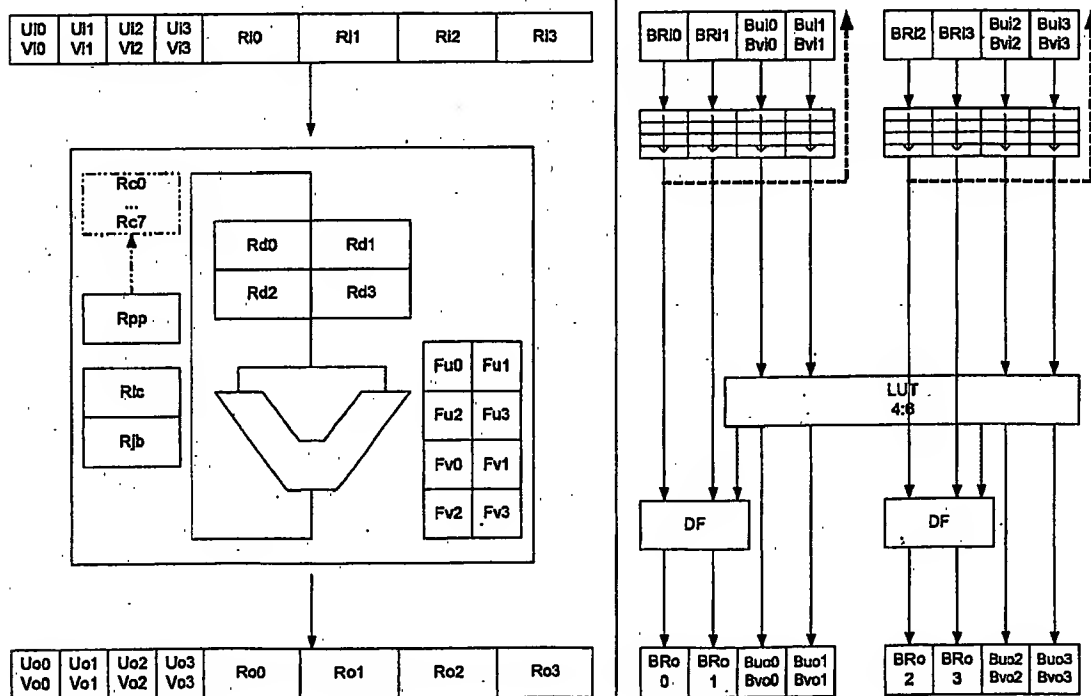 Ui0 Ui1 Ui2 Ui3
Vi0 Vi1 Vi2 Vi3
Ri0 Ri1 Ri2 Ri3
Rc0
...
Rc7
Rpp
Rlc
Rjb
Rd0 Rd1
Rd2 Rd3
Fu0 Fu1
Fu2 Fu3
Fv0 Fv1
Fv2 Fv3
Uo0 Uo1 Uo2 Uo3
Vo0 Vo1 Vo2 Vo3
Ro0 Ro1 Ro2 Ro3
BRi0 BRi1
Bui0 Bui1
Bvi0 Bvi1
BRi2 BRi3
Bui2 Bui3
Bvi2 Bvi3
LUT
4:6
DF
DF
BRo BRo
0 1
Buo0 Buo1
Bvo0 Bvo1
BRo BRo
2 3
Buo2 Buo3
Bvo2 Bvo3